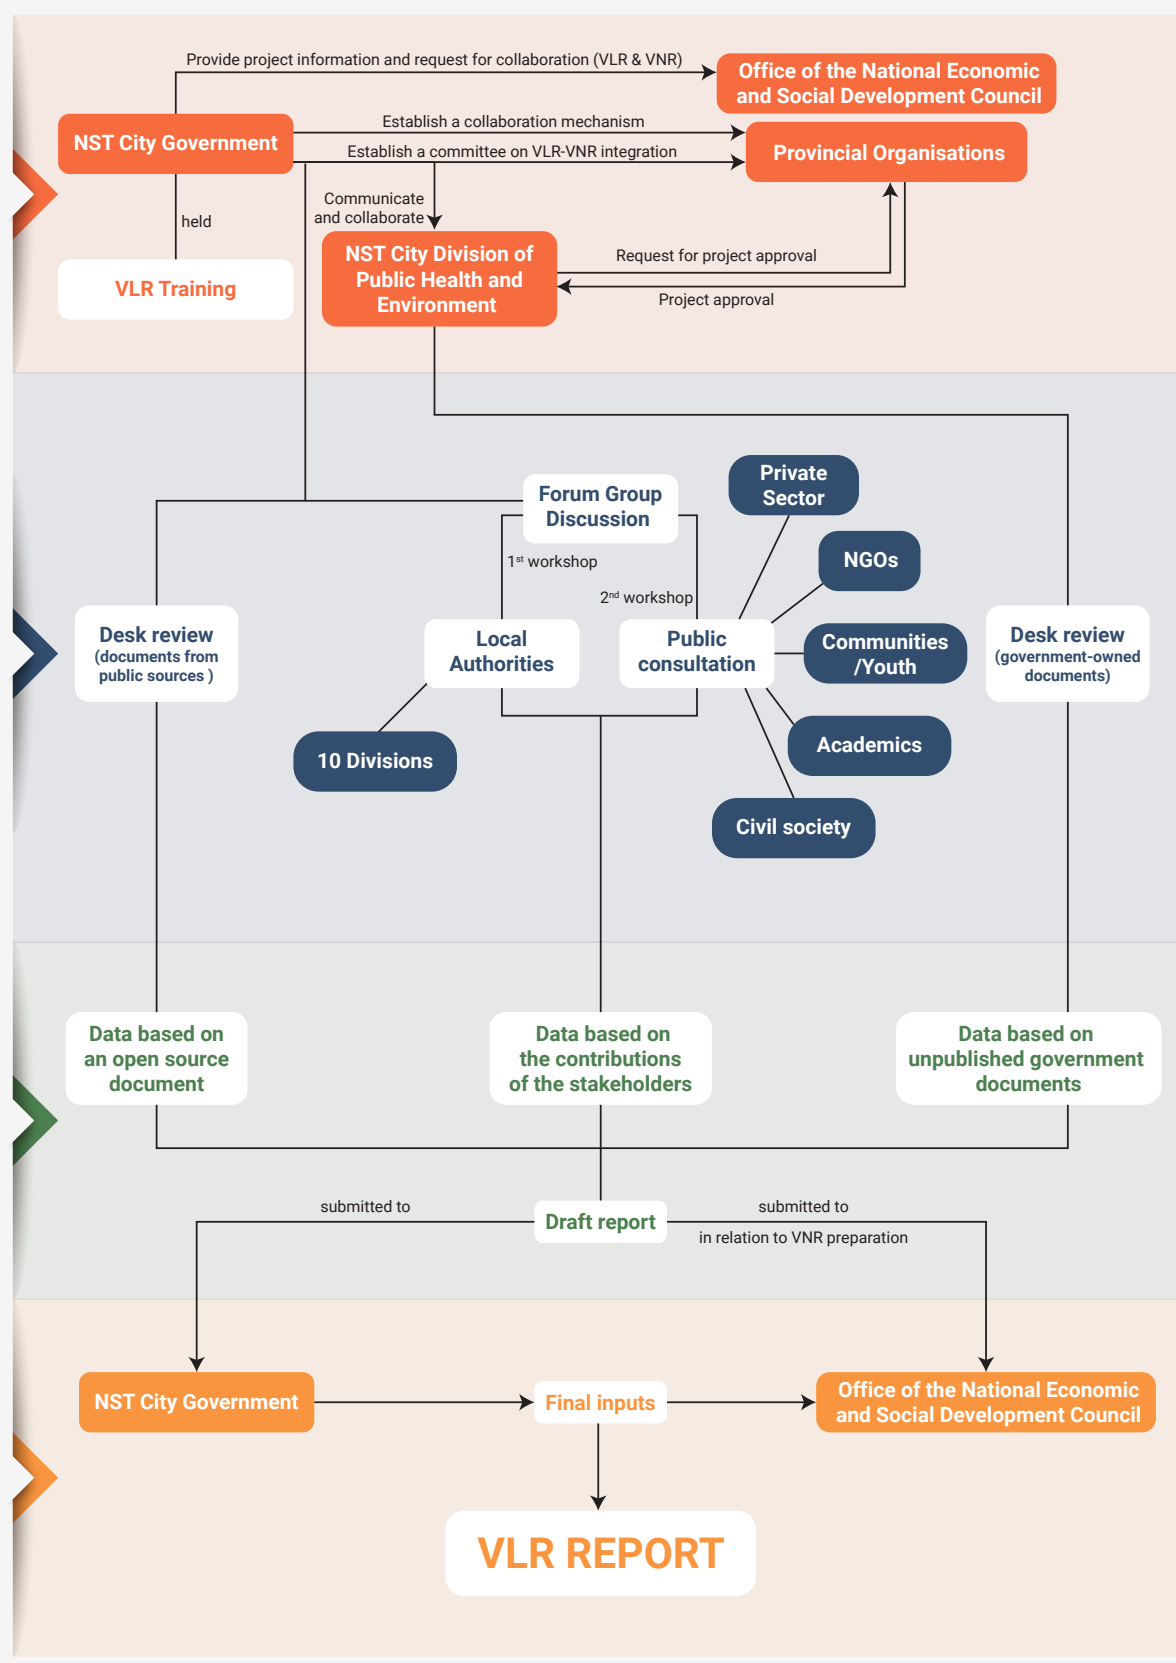 Provide project information and request for collaboration (VLR & VNR)
Office of the National Economic
and Social Development Council
NST City Government
Establish a collaboration mechanism
Establish a committee on VLR-VNR integration
Provincial Organisations
Communicate
and collaborate
held
VLR Training
NST City Division of
Public Health and
Environment
Request for project approval
Project approval
Forum Group
Discussion
1st workshop
2nd workshop
Private
Sector
NGOs
Desk review
(documents from
public sources )
Local
Authorities
Public
consultation
Communities
/Youth
Desk review
(government-owned
documents)
10 Divisions
Academics
Civil society
Data based on
an open source
document
Data based on
the contributions
of the stakeholders
Data based on
unpublished government
documents
submitted to
Draft report
submitted to
in relation to VNR preparation
NST City Government
Final inputs
Office of the National Economic
and Social Development Council
VLR REPORT